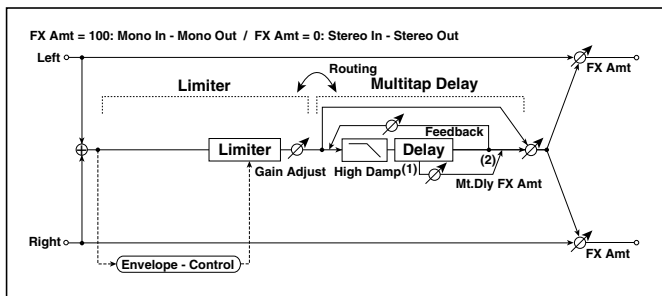 FX Amt = 100: Mono In - Mono Out / FX Amt = 0: Stereo In - Stereo Out
Left
FX Amt
Routing
Limiter
Multitap Delay
Feedback
Limiter
Delay
Gain Adjust
High Damp
(1)
(2)
Mt.Dly FX Amt
Right
FX Amt
Envelope - Control